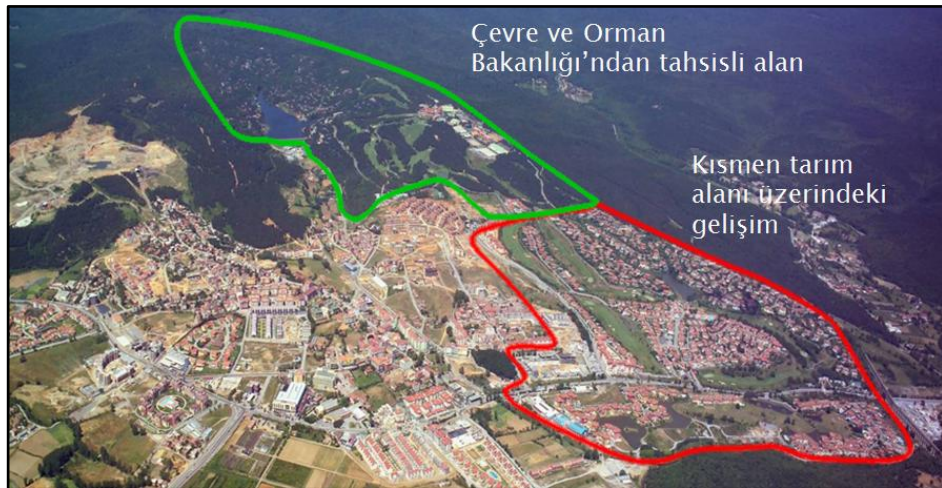 Çevre ve Orman
Bakanlığı’ndan tahsisli alan
Kısmen tarım
alanı üzerindeki
gelişim